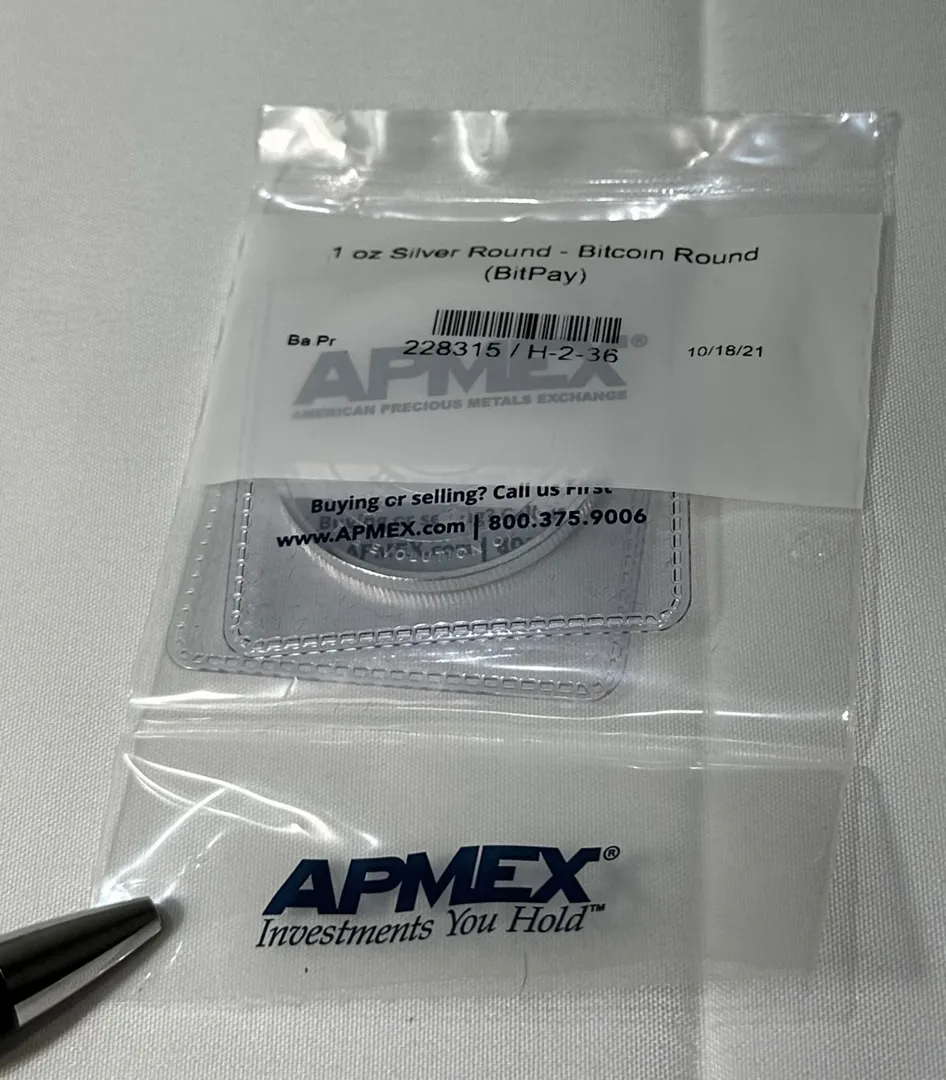 1 oz Silver Round - Bitcoin Round
(BitPay)
Ba Pr
228315 / H-2-36
10/18/21
APMEX®
AMERICAN PRECIOUS METALS EXCHANGE
Buying or selling? Call us First
www.APMEX.com | 800.375.9006
APMEX®
Investments You Hold™